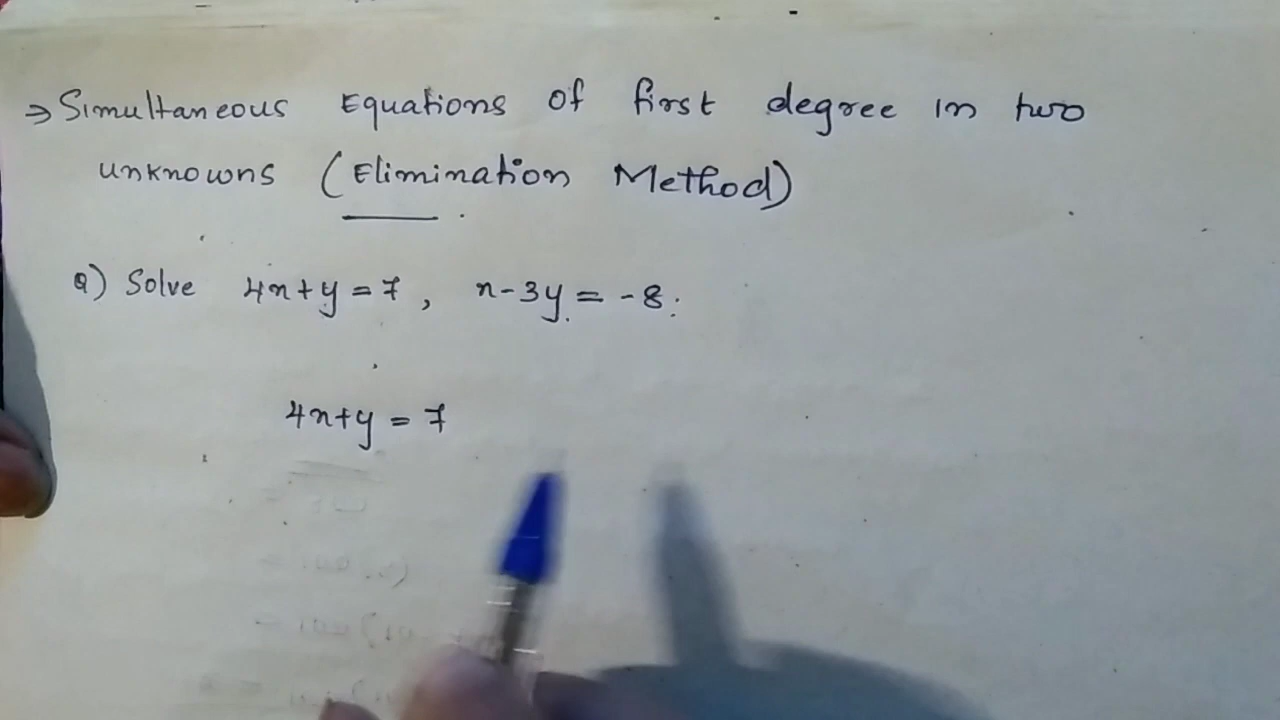 ⇒ Simultaneous Equations of first degree in two
unknowns (Elimination Method)
Q) Solve 4x+y=7, x-3y=-8.
4x+y=7